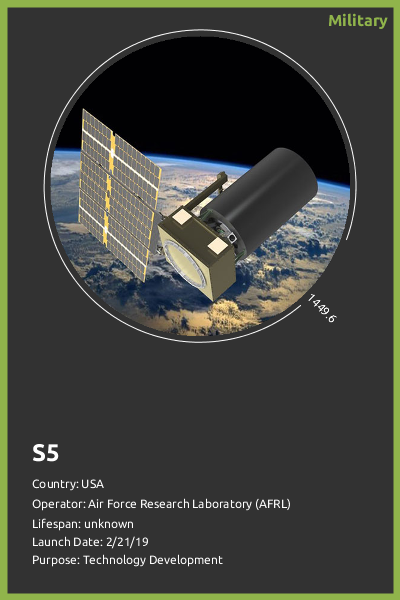 Military
1449.6
S5
Country: USA
Operator: Air Force Research Laboratory (AFRL)
Lifespan: unknown
Launch Date: 2/21/19
Purpose: Technology Development